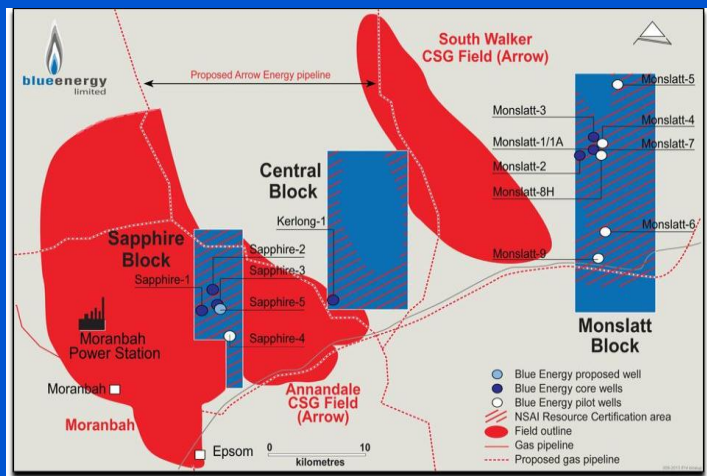 blueenergy
limited
Proposed Arrow Energy pipeline
South Walker
CSG Field (Arrow)
Monslatt-5
Monslatt-3
Monslatt-4
Monslatt-1/1A
Monslatt-7
Monslatt-2
Monslatt-8H
Monslatt-6
Monslatt-9
Monslatt
Block
Central
Block
Kerlong-1
Sapphire
Block
Sapphire-2
Sapphire-3
Sapphire-1
Sapphire-5
Sapphire-4
Moranbah
Power Station
Moranbah
Moranbah
Annandale
CSG Field
(Arrow)
Epsom
0 10
kilometres
Blue Energy proposed well
Blue Energy core wells
Blue Energy pilot wells
NSAI Resource Certification area
Field outline
Gas pipeline
Proposed gas pipeline